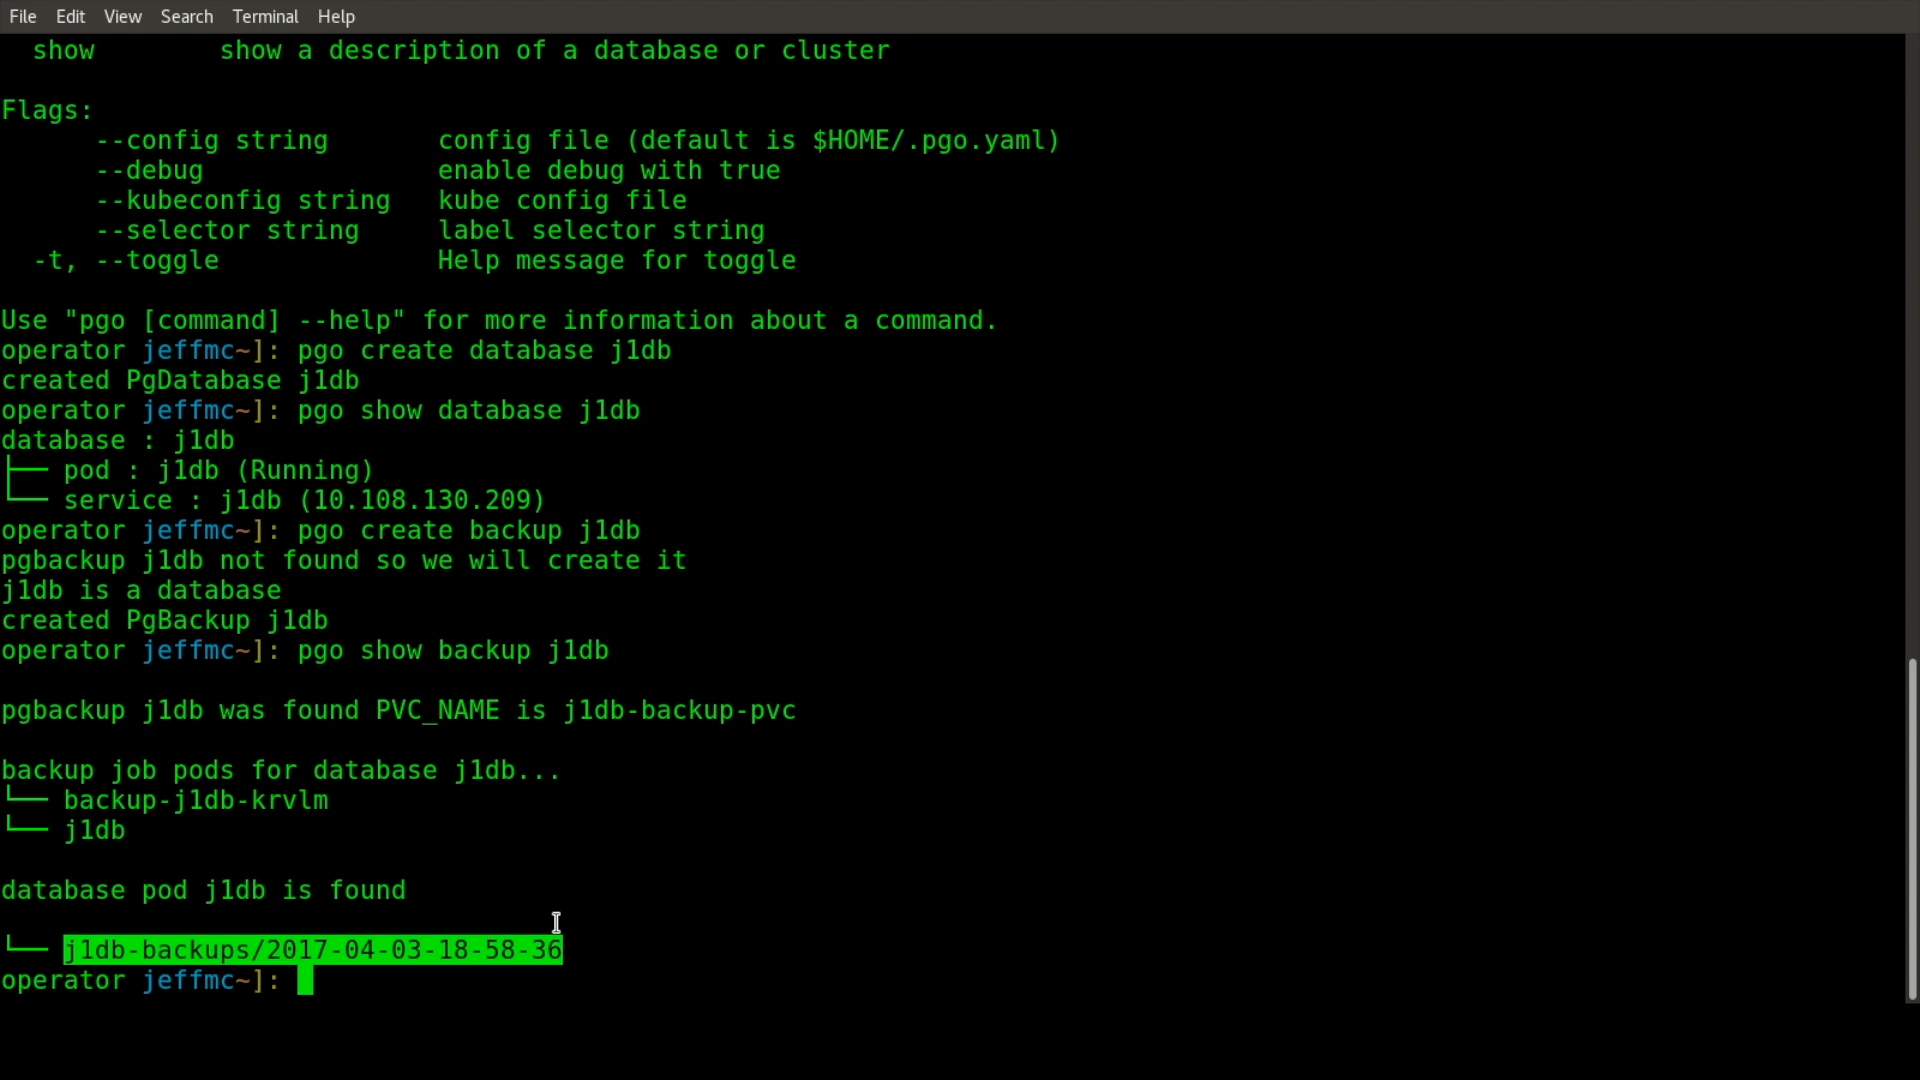 File Edit View Search Terminal Help
show show a description of a database or cluster
Flags:
--config string config file (default is $HOME/.pgo.yaml)
--debug enable debug with true
--kubeconfig string kube config file
--selector string label selector string
-t, --toggle Help message for toggle
Use "pgo [command] --help" for more information about a command.
operator jeffmc~]: pgo create database j1db
created PgDatabase j1db
operator jeffmc~]: pgo show database j1db
database : j1db
├── pod : j1db (Running)
└── service : j1db (10.108.130.209)
operator jeffmc~]: pgo create backup j1db
pgbackup j1db not found so we will create it
j1db is a database
created PgBackup j1db
operator jeffmc~]: pgo show backup j1db
pgbackup j1db was found PVC_NAME is j1db-backup-pvc
backup job pods for database j1db...
└── backup-j1db-krvlm
└── j1db
database pod j1db is found
└── j1db-backups/2017-04-03-18-58-36
operator jeffmc~]: